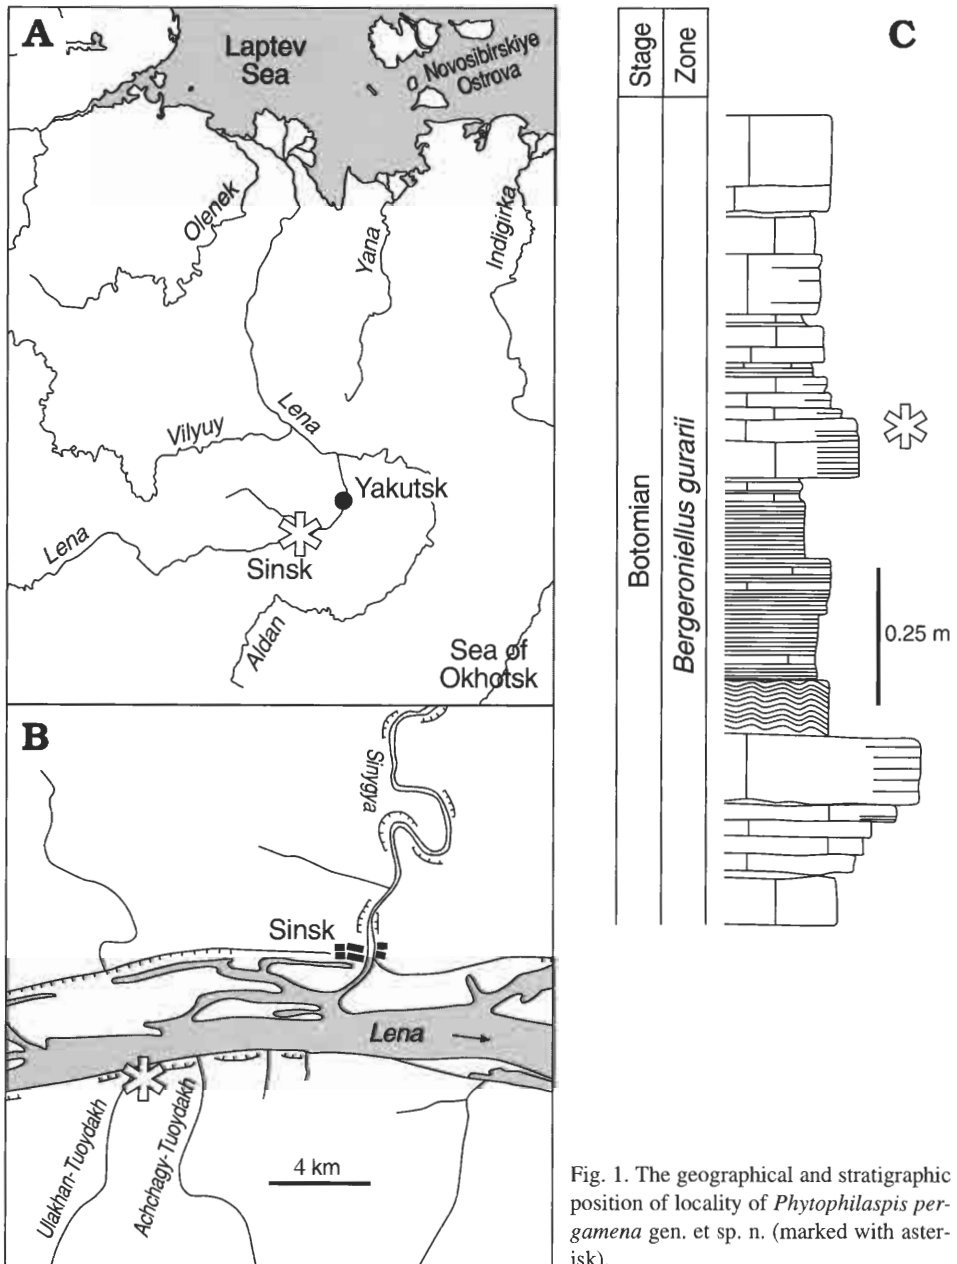 A
Laptev
Sea
Novosibirskiye
Ostrova
Olenek
Yana
Indigirka
Lena
Vilyuy
Yakutsk
Lena
Sinsk
Aldan
Sea of
Okhotsk
B
Sinygya
Sinsk
Lena
Ulakhan-Tuoydakh
Achchagy-Tuoydakh
4 km
C
Stage
Zone
Botomian
Bergeroniellus gurarii
0.25 m
Fig. 1. The geographical and stratigraphic
position of locality of Phytophilaspis per-
gamena gen. et sp. n. (marked with aster-
isk).